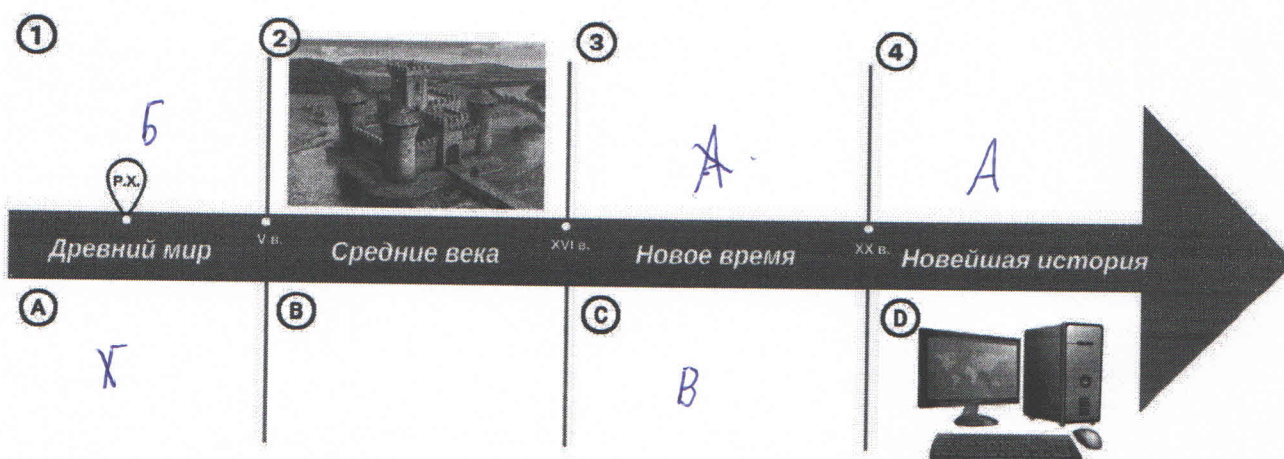 1 2 3 4
Б А А
Р.Х.
Древний мир V в. Средние века XVI в. Новое время XX в. Новейшая история
A B C D
В